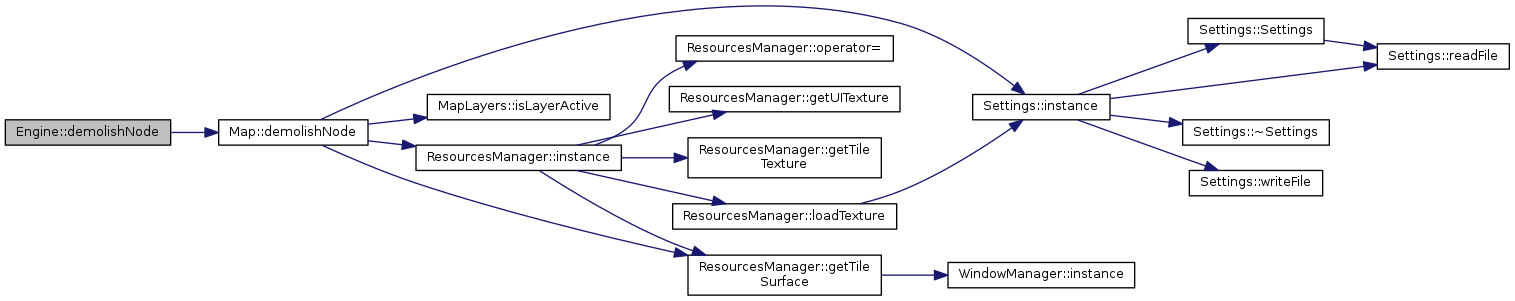 Engine::demolishNode
Map::demolishNode
MapLayers::isLayerActive
ResourcesManager::instance
ResourcesManager::operator=
ResourcesManager::getUITexture
ResourcesManager::getTile
Texture
ResourcesManager::loadTexture
ResourcesManager::getTile
Surface
WindowManager::instance
Settings::instance
Settings::Settings
Settings::readFile
Settings::~Settings
Settings::writeFile